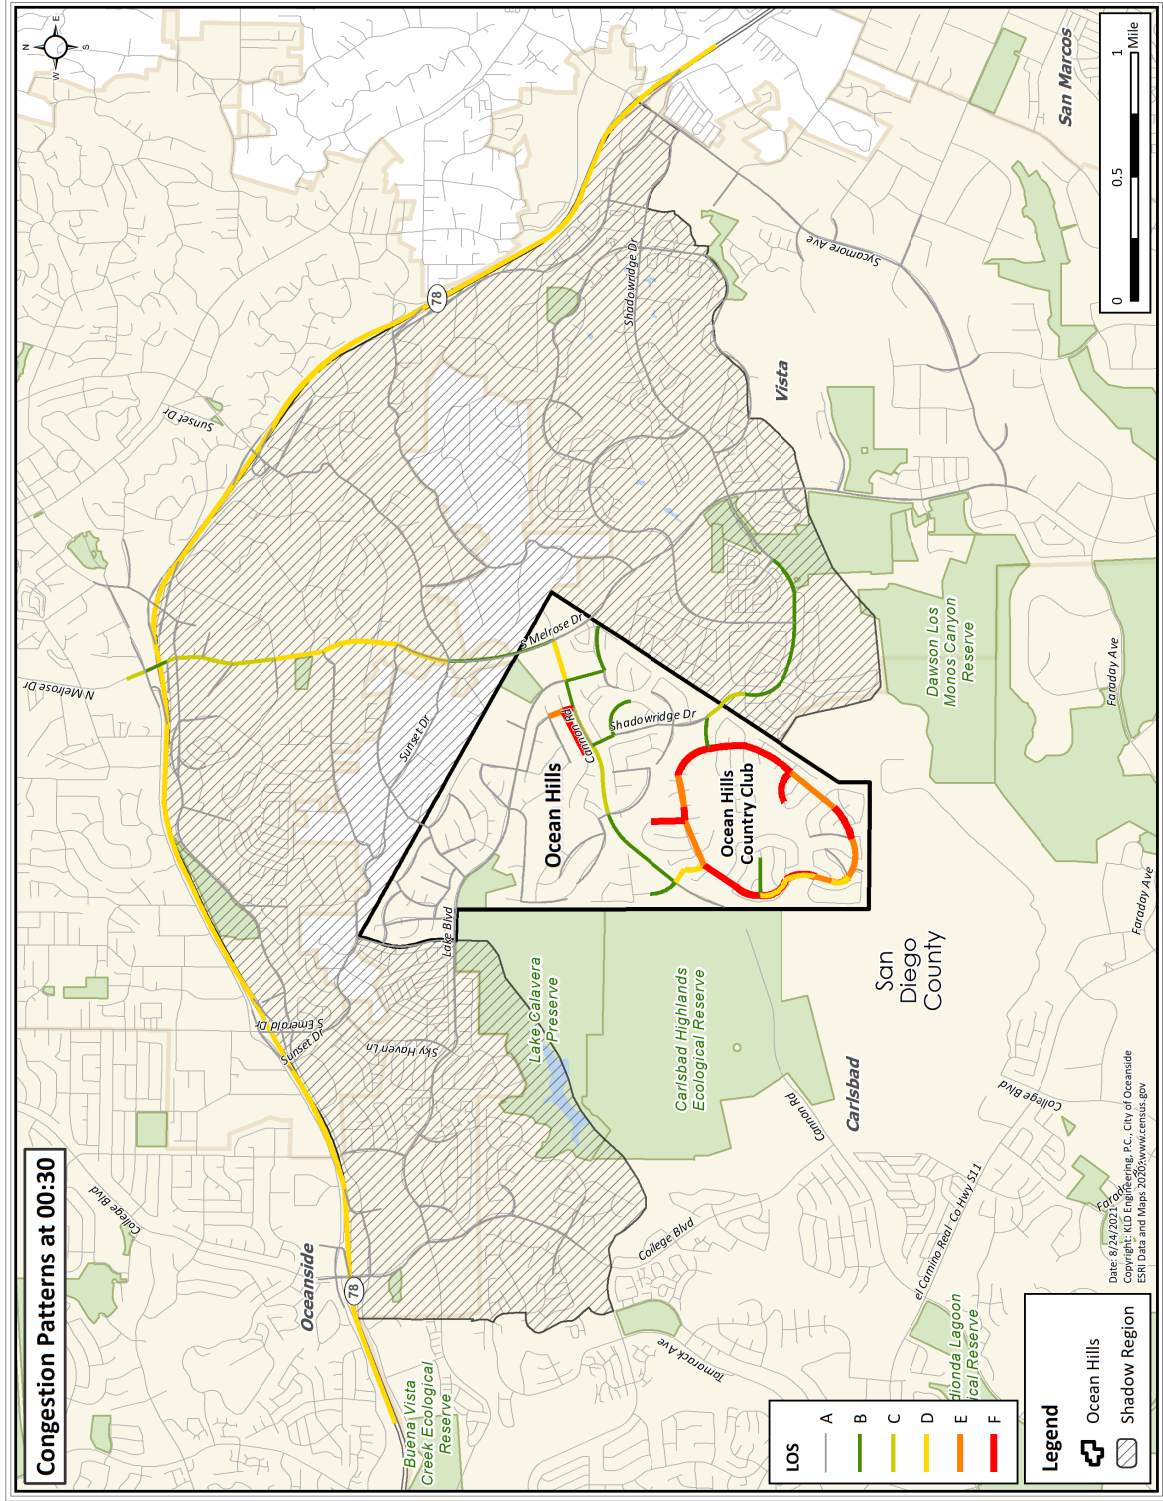 Congestion Patterns at 00:30
N
E
S
W
N Melrose Dr
Sunset Dr
78
College Blvd
Oceanside
78
S Emerald Dr
Sunset Dr
Sky Haven Ln
Lake Blvd
Sunset Dr
S Melrose Dr
Cannon Rd
Shadowridge Dr
Shadowridge Dr
Ocean Hills
Ocean Hills
Country Club
Sycamore Ave
Vista
San Marcos
Buena Vista
Creek Ecological
Reserve
Lake Calavera
Preserve
Carlsbad Highlands
Ecological Reserve
Dawson Los
Monos Canyon
Reserve
San
Diego
County
Carlsbad
Cannon Rd
College Blvd
College Blvd
Tamarack Ave
el Camino Real
Co Hwy S11
Faraday Ave
Faraday Ave
dionda Lagoon
ical Reserve
LOS
A
B
C
D
E
F
Legend
Ocean Hills
Shadow Region
Date: 8/24/2021
Copyright: KLD Engineering, P.C., City of Oceanside
ESRI Data and Maps 2020, www.census.gov
0
0.5
1
Mile